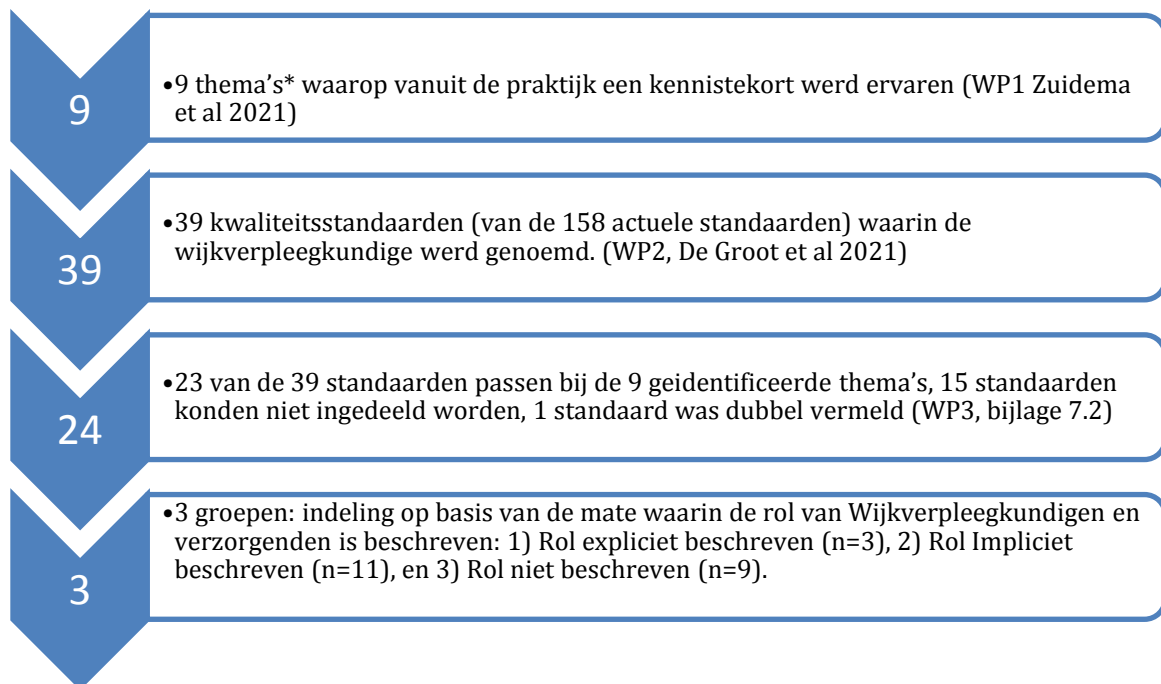 9
•9 thema's* waarop vanuit de praktijk een kennistekort werd ervaren (WP1 Zuidema
et al 2021)
39
•39 kwaliteitsstandaarden (van de 158 actuele standaarden) waarin de
wijkverpleegkundige werd genoemd. (WP2, De Groot et al 2021)
24
•23 van de 39 standaarden passen bij de 9 geidentificeerde thema's, 15 standaarden
konden niet ingedeeld worden, 1 standaard was dubbel vermeld (WP3, bijlage 7.2)
3
•3 groepen: indeling op basis van de mate waarin de rol van Wijkverpleegkundigen en
verzorgenden is beschreven: 1) Rol expliciet beschreven (n=3), 2) Rol Impliciet
beschreven (n=11), en 3) Rol niet beschreven (n=9).